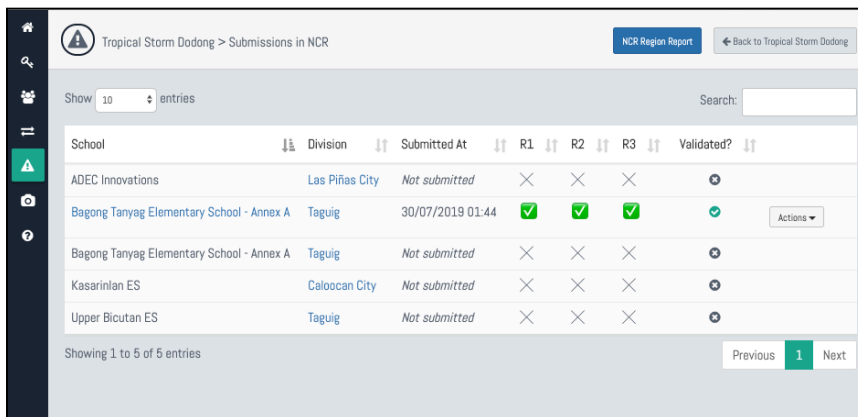 Tropical Storm Dodong > Submissions in NCR
NCR Region Report
Back to Tropical Storm Dodong
Show 10 entries
Search:
School Division Submitted At R1 R2 R3 Validated?
ADEC Innovations Las Piñas City Not submitted
Bagong Tanyag Elementary School - Annex A Taguig 30/07/2019 01:44 Actions
Bagong Tanyag Elementary School - Annex A Taguig Not submitted
Kasarinlan ES Caloocan City Not submitted
Upper Bicutan ES Taguig Not submitted
Showing 1 to 5 of 5 entries
Previous 1 Next